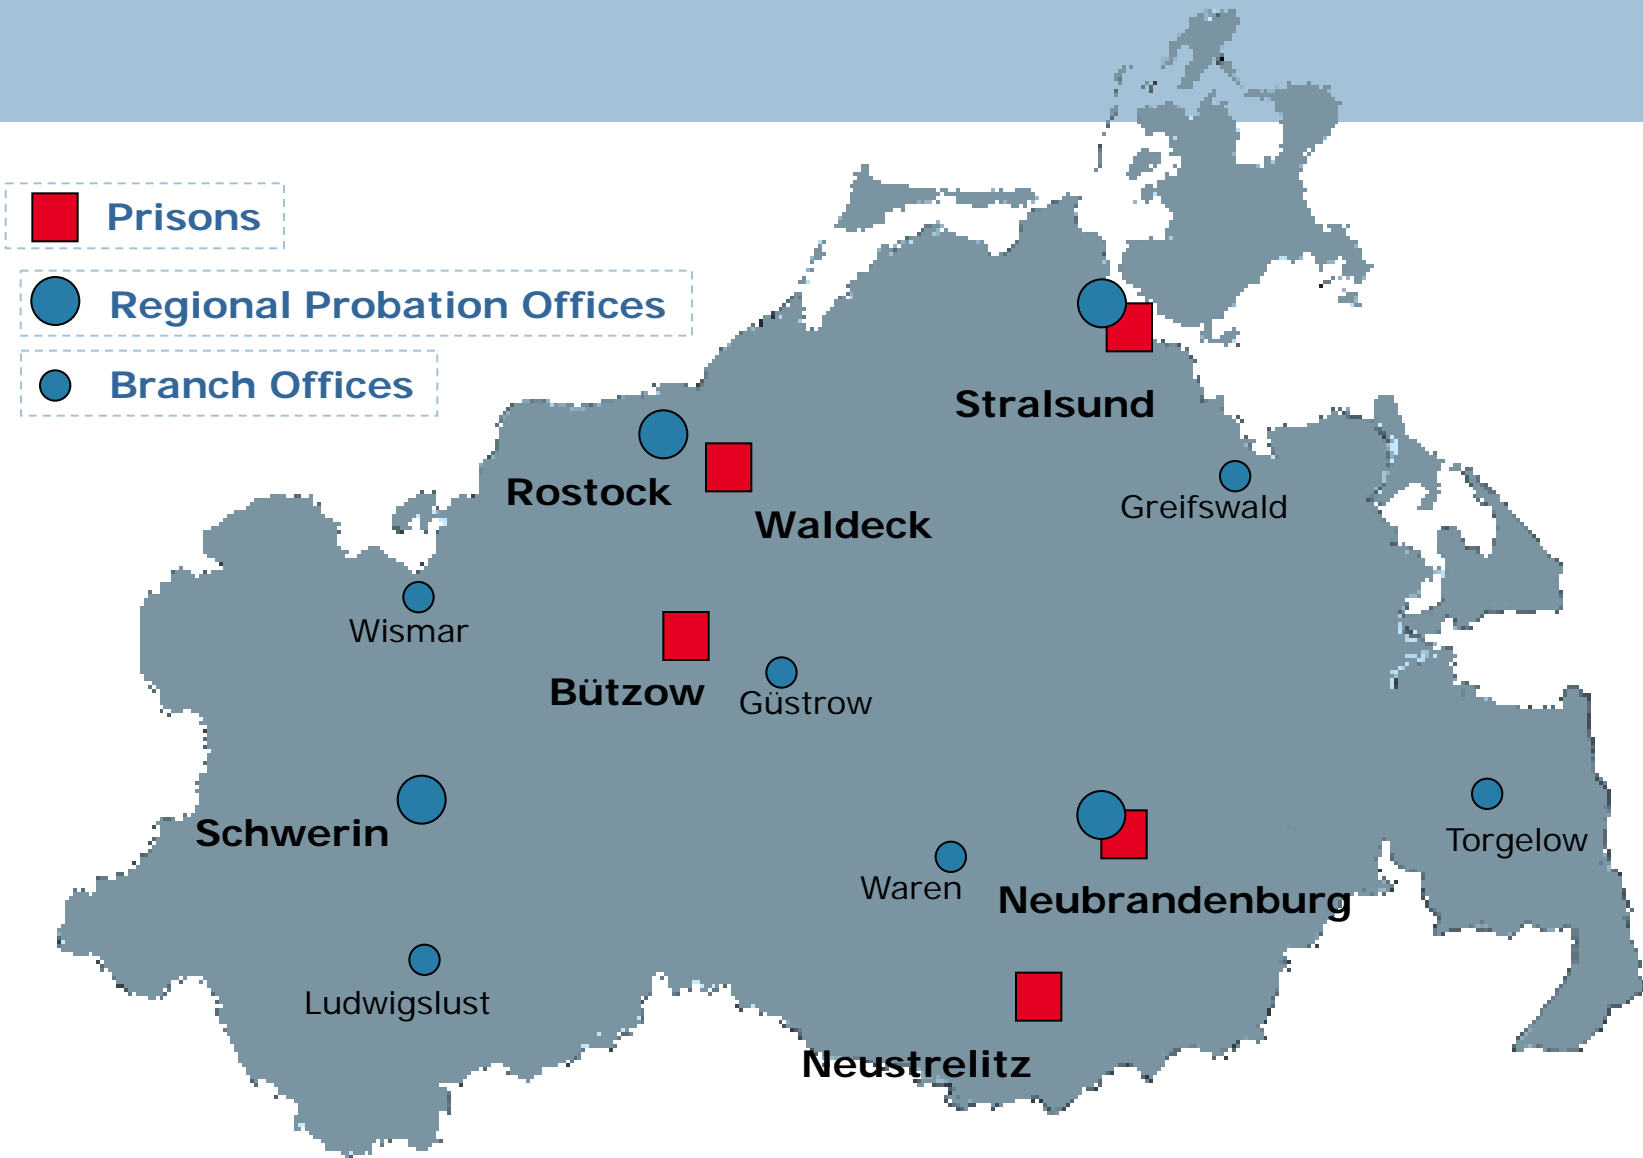 Prisons
Regional Probation Offices
Branch Offices
Stralsund
Rostock
Greifswald
Waldeck
Wismar
Bützow
Güstrow
Schwerin
Torgelow
Waren
Neubrandenburg
Ludwigslust
Neustrelitz